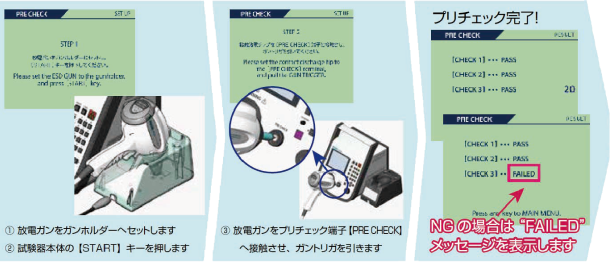 PRE CHECK
SET UP
STEP 1
Please set the ESD GUN to the gunholder,
and press [START] key.
① 放電ガンをガンホルダーへセットします
② 試験器本体の【START】キーを押します
PRE CHECK
SET UP
STEP 2
Please set the contact discharge tip to
the [PRE CHECK] terminal,
and pull the GUN TRIGGER.
③ 放電ガンをプリチェック端子【PRE CHECK】
へ接触させ、ガントリガを引きます
プリチェック完了!
PRE CHECK
RESULT
[CHECK 1] ••• PASS
[CHECK 2] ••• PASS
[CHECK 3] ••• PASS
2Ω
PRE CHECK
RESULT
[CHECK 1] ••• PASS
[CHECK 2] ••• PASS
[CHECK 3] •• FAILED
Press any key to MAIN MENU.
NG の場合は “FAILED”
メッセージを表示します